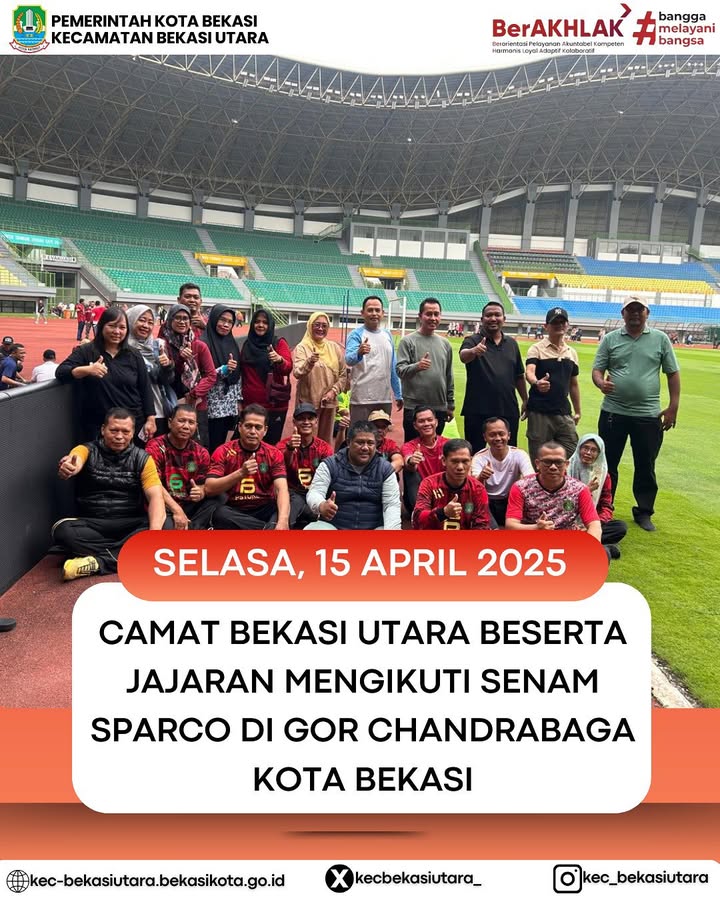 PEMERINTAH KOTA BEKASI
KECAMATAN BEKASI UTARA
BerAKHLAK
Berorientasi Pelayanan Akuntabel Kompeten
Harmonis Loyal Adaptif Kolaboratif
#bangga
melayani
bangsa
SELASA, 15 APRIL 2025
CAMAT BEKASI UTARA BESERTA
JAJARAN MENGIKUTI SENAM
SPARCO DI GOR CHANDRABAGA
KOTA BEKASI
kec-bekasiutara.bekasikota.go.id
kecbekasiutara_
kec_bekasiutara